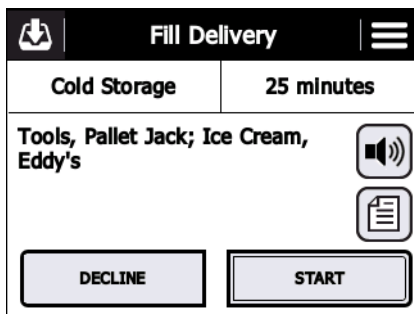 Fill Delivery
Cold Storage
25 minutes
Tools, Pallet Jack; Ice Cream,
Eddy's
DECLINE
START